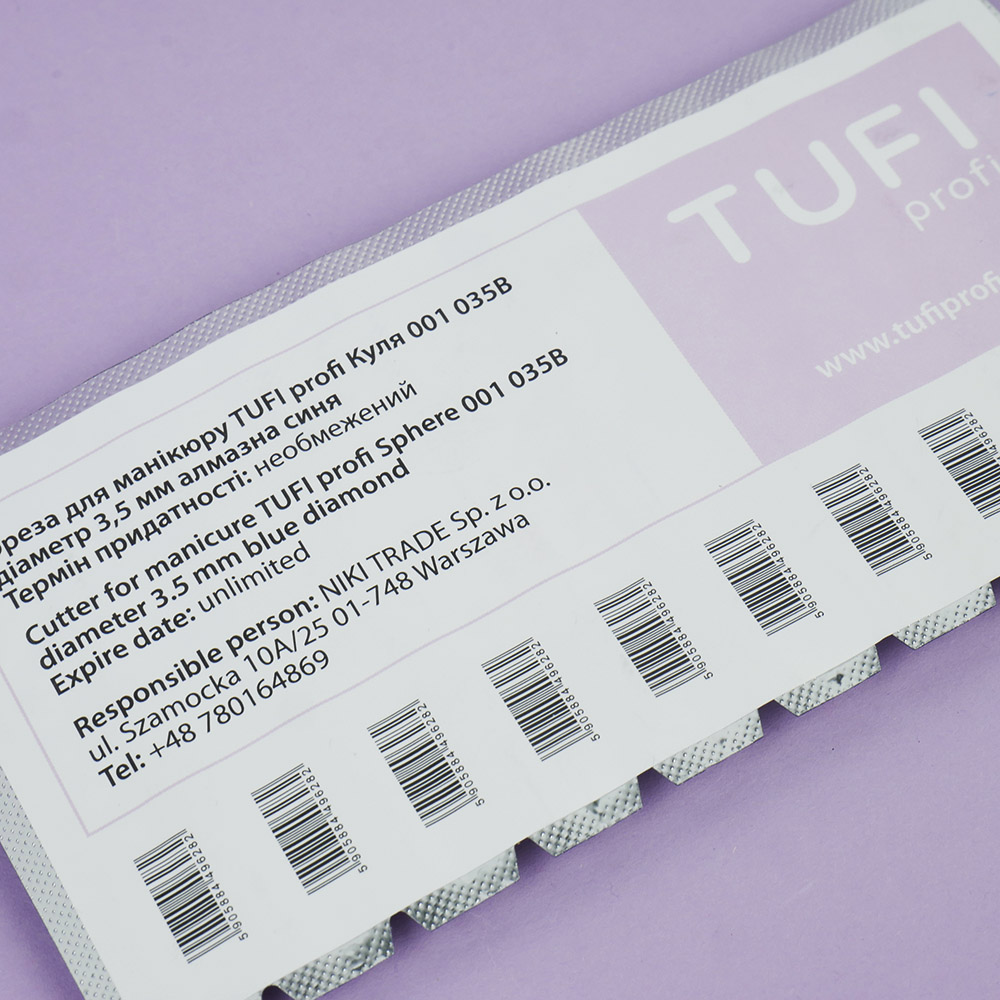 TUFI
profi
www.tufiprofi
Фреза для манікюру TUFI profi Куля 001 035B
діаметр 3,5 мм алмазна синя
Термін придатності: необмежений
Cutter for manicure TUFI profi Sphere 001 035B
diameter 3.5 mm blue diamond
Expire date: unlimited
Responsible person: NIKI TRADE Sp. z o.o.
ul. Szamocka 10A/25 01-748 Warszawa
Tel: +48 780164869
5905884496282
5905884496282
5905884496282
5905884496282
5905884496282
5905884496282
5905884496282
5905884496282